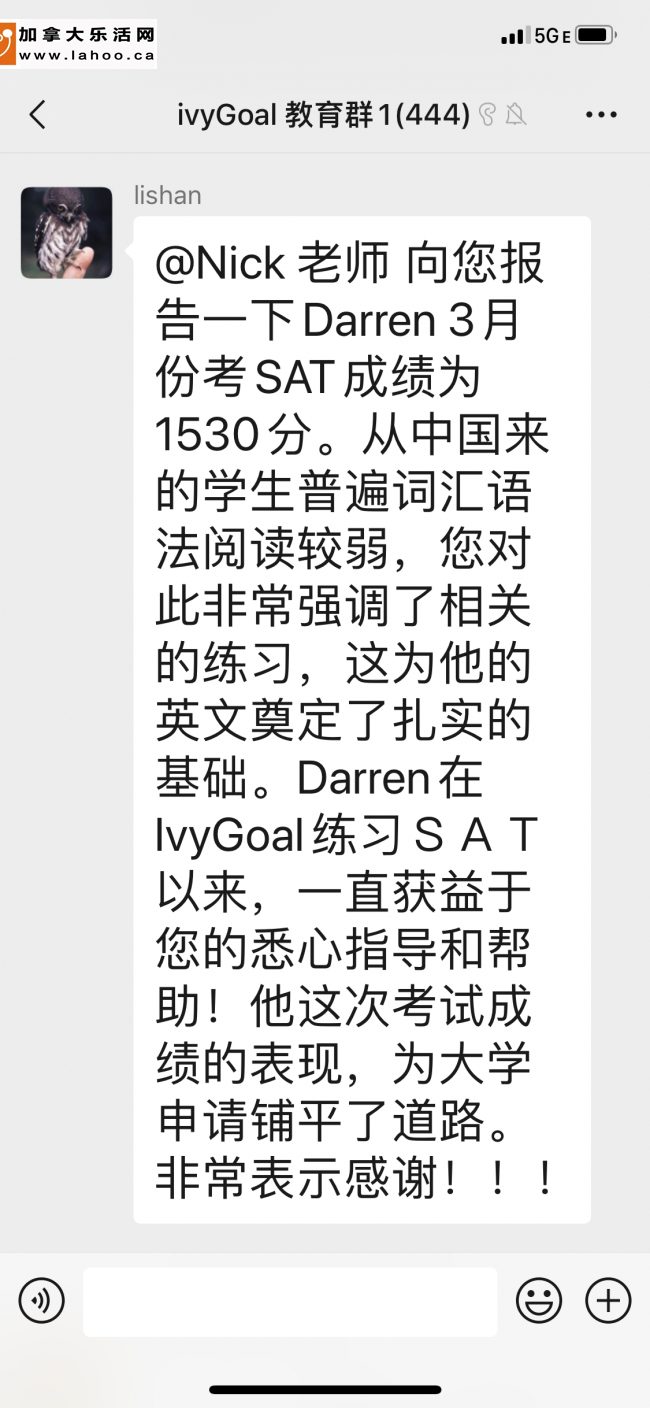 加拿大乐活网
www.lahoo.ca
5GE
ivyGoal 教育群1(444)
lishan
@Nick 老师 向您报
告一下Darren 3月
份考SAT成绩为
1530分。从中国来
的学生普遍词汇语
法阅读较弱，您对
此非常强调了相关
的练习，这为他的
英文奠定了扎实的
基础。Darren在
IvyGoal练习ＳＡＴ
以来，一直获益于
您的悉心指导和帮
助！他这次考试成
绩的表现，为大学
申请铺平了道路。
非常表示感谢！！！